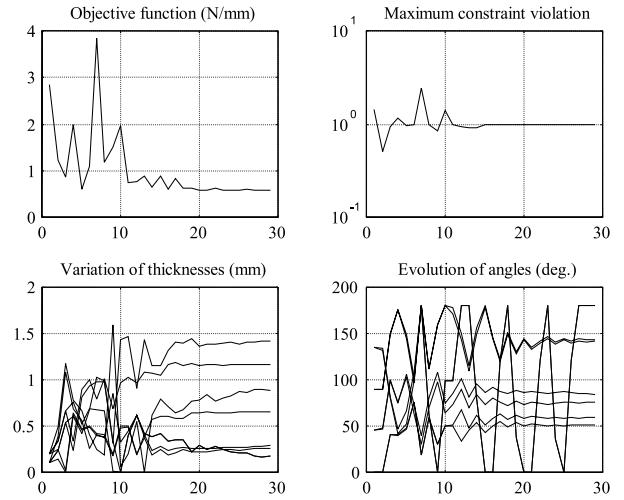 Objective function (N/mm)
4
3
2
1
0
0 10 20 30
Maximum constraint violation
10^1
10^0
10^-1
0 10 20 30
Variation of thicknesses (mm)
2
1.5
1
0.5
0
0 10 20 30
Evolution of angles (deg.)
200
150
100
50
0
0 10 20 30